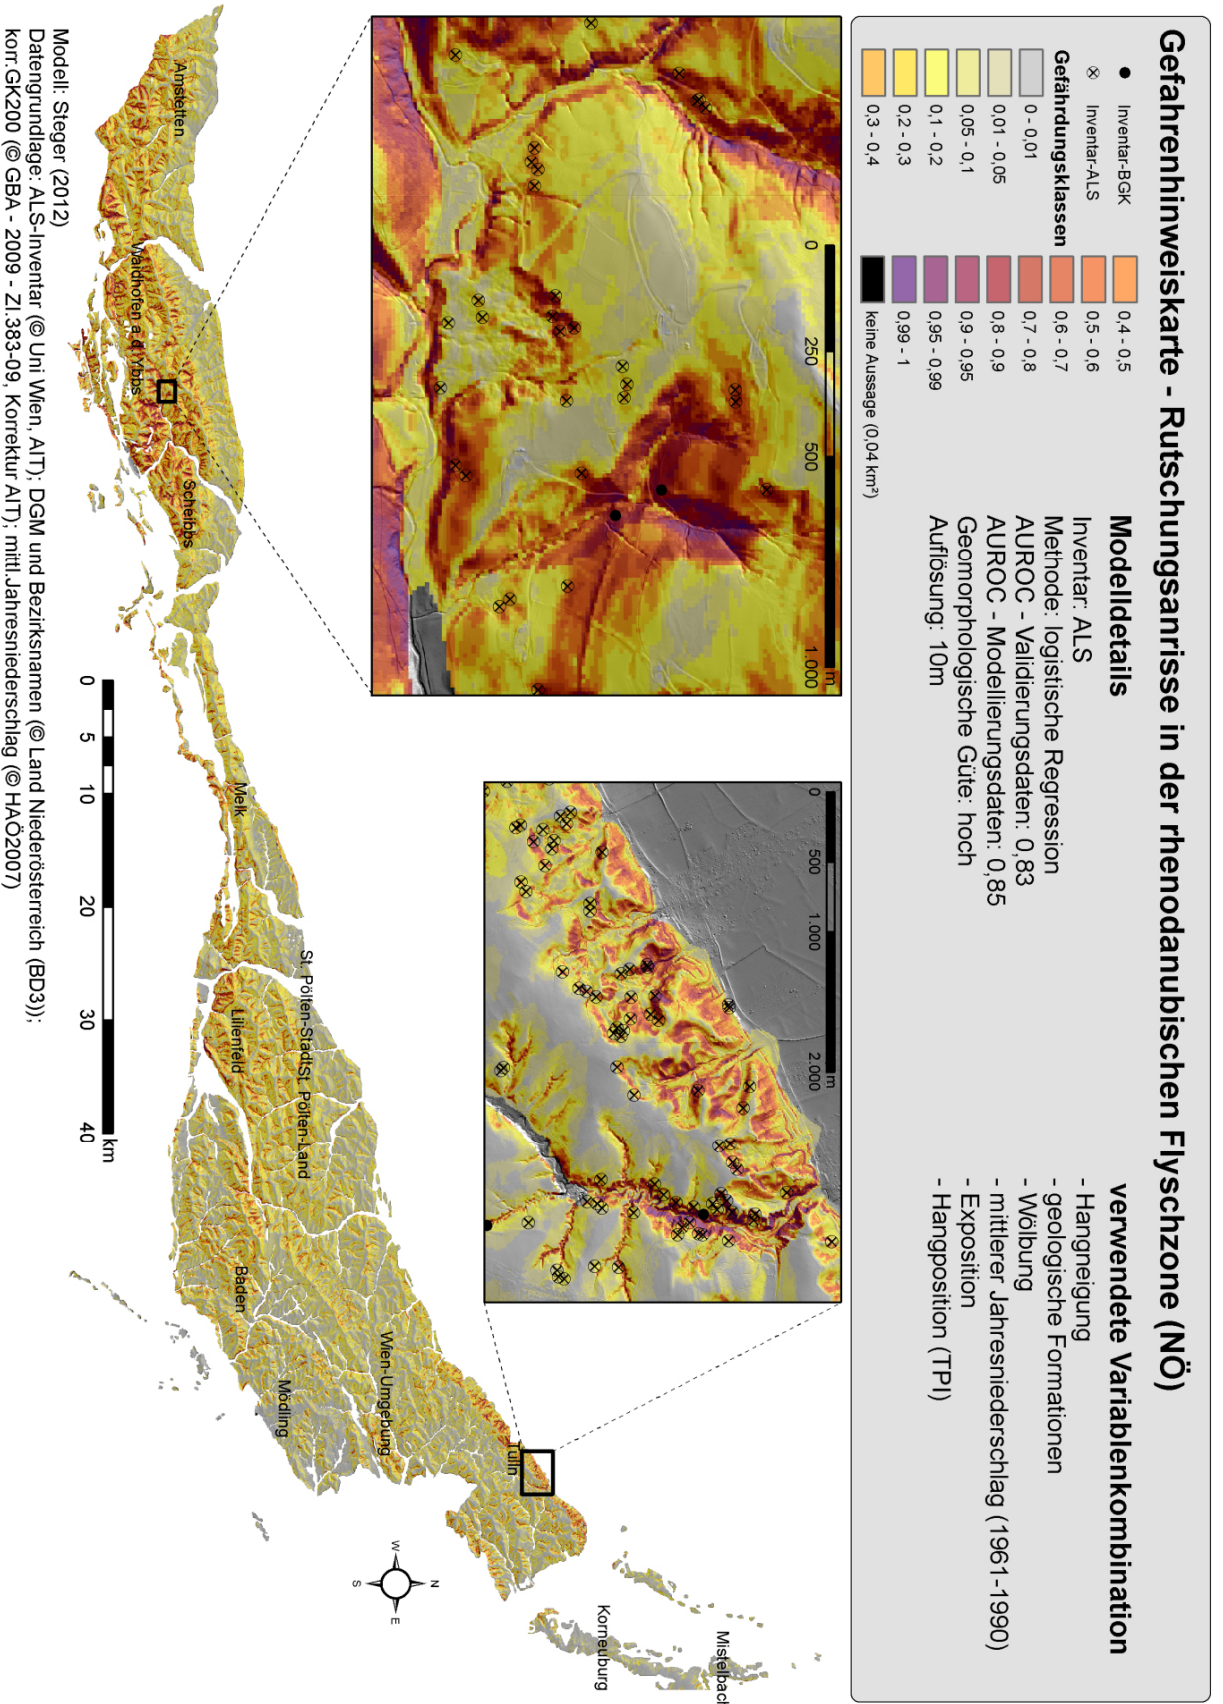 Gefahrenhinweiskarte - Rutschungsanrisse in der rhenodanubischen Flyschzone (NÖ)
Inventar-BGK
Inventar-ALS
Gefährdungsklassen
0 - 0,01
0,01 - 0,05
0,05 - 0,1
0,1 - 0,2
0,2 - 0,3
0,3 - 0,4
0,4 - 0,5
0,5 - 0,6
0,6 - 0,7
0,7 - 0,8
0,8 - 0,9
0,9 - 0,95
0,95 - 0,99
0,99 - 1
keine Aussage (0,04 km²)
Modelldetails
Inventar: ALS
Methode: logistische Regression
AUROC - Validierungsdaten: 0,83
AUROC - Modellierungsdaten: 0,85
Geomorphologische Güte: hoch
Auflösung: 10m
verwendete Variablenkombination
- Hangneigung
- geologische Formationen
- Wölbung
- mittlerer Jahresniederschlag (1961-1990)
- Exposition
- Hangposition (TPI)
0 250 500 1.000 m
0 500 1.000 2.000 m
Mistelbach
Korneuburg
Tulln
Wien-Umgebung
Mödling
Baden
St. Pölten-Stadt
St. Pölten-Land
Lilienfeld
Melk
Scheibbs
Waidhofen a.d.Ybbs
Amstetten
N
W E
S
0 5 10 20 30 40 km
Modell: Steger (2012)
Datengrundlage: ALS-Inventar (© Uni Wien, AIT); DGM und Bezirksnamen (© Land Niederösterreich (BD3));
korr.GK200 (© GBA - 2009 - Zl.383-09, Korrektur AIT); mittl.Jahresniederschlag (© HAÖ2007)